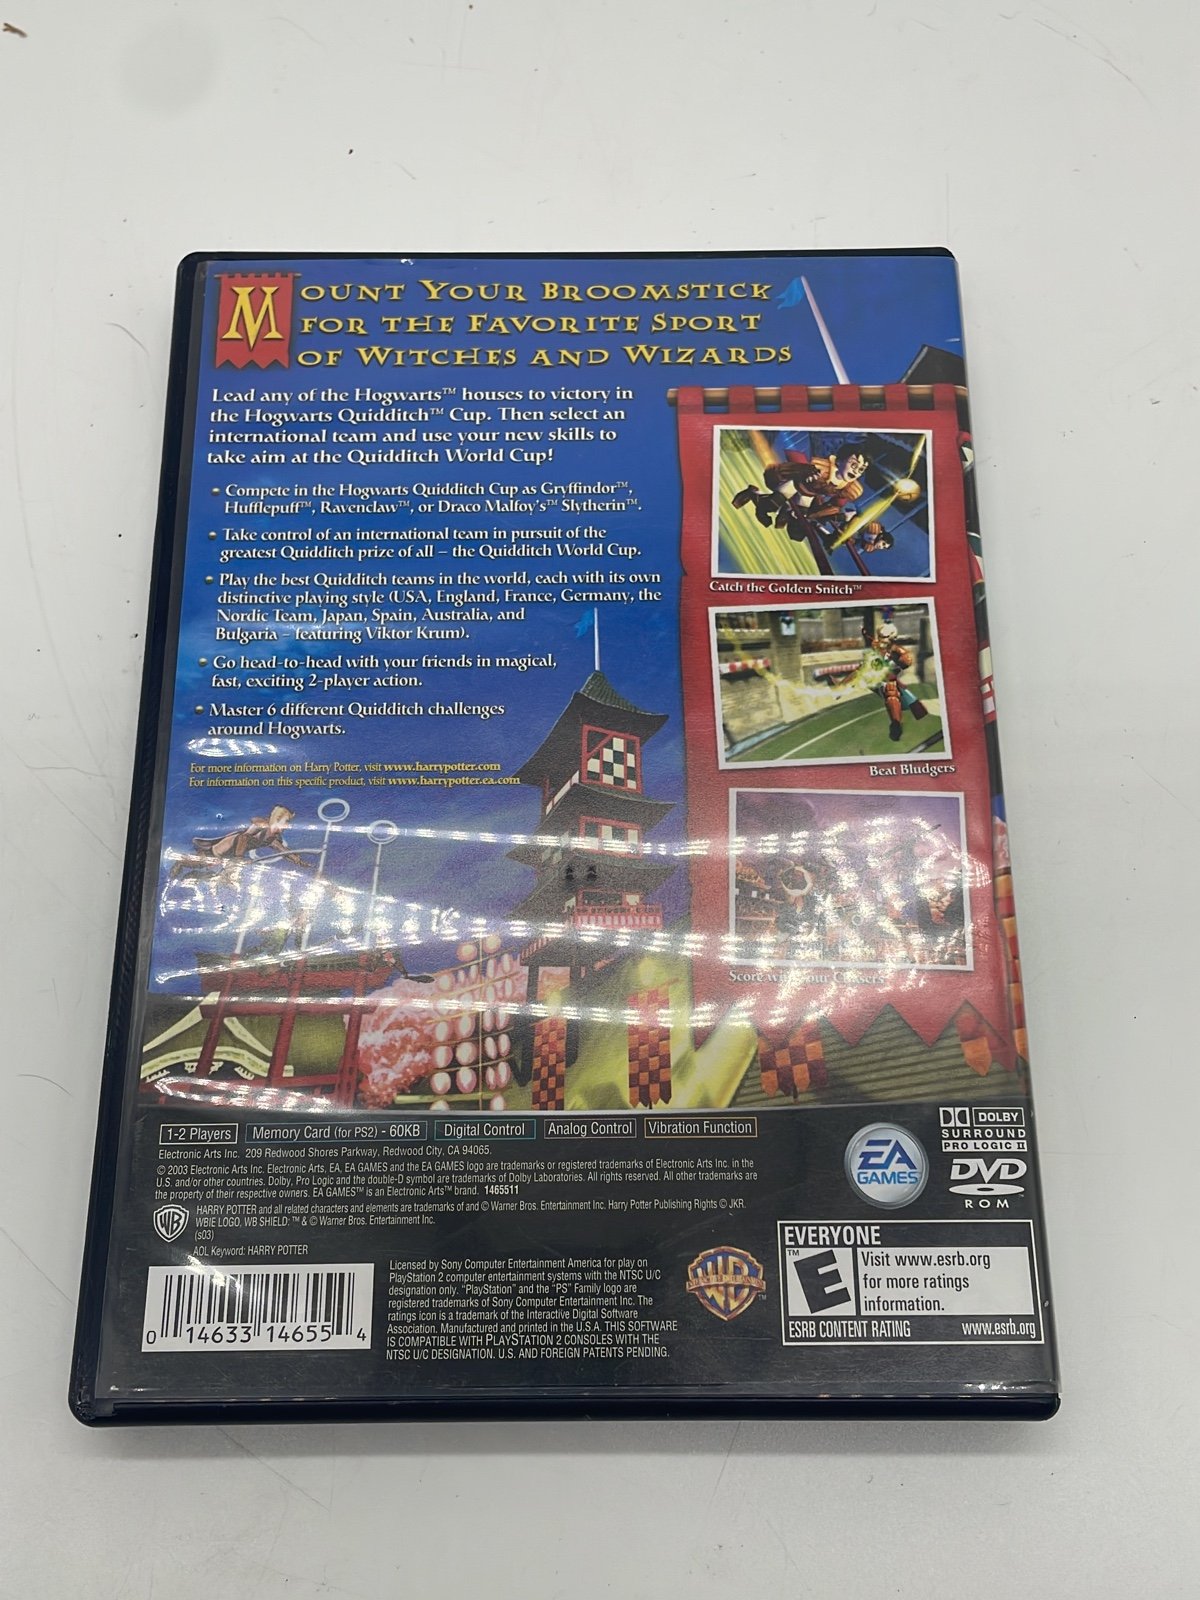 MOUNT YOUR BROOMSTICK
FOR THE FAVORITE SPORT
OF WITCHES AND WIZARDS
Lead any of the Hogwarts™ houses to victory in
the Hogwarts Quidditch™ Cup. Then select an
international team and use your new skills to
take aim at the Quidditch World Cup!
• Compete in the Hogwarts Quidditch Cup as Gryffindor™,
Hufflepuff™, Ravenclaw™, or Draco Malfoy's™ Slytherin™.
• Take control of an international team in pursuit of the
greatest Quidditch prize of all – the Quidditch World Cup.
• Play the best Quidditch teams in the world, each with its own
distinctive playing style (USA, England, France, Germany, the
Nordic Team, Japan, Spain, Australia, and
Bulgaria – featuring Viktor Krum).
• Go head-to-head with your friends in magical,
fast, exciting 2-player action.
• Master 6 different Quidditch challenges
around Hogwarts.
For more information on Harry Potter, visit www.harrypotter.com
For information on this specific product, visit www.harrypotter.ea.com
Catch the Golden Snitch™
Beat Bludgers
Score with your Chasers
1-2 Players
Memory Card (for PS2) - 60KB
Digital Control
Analog Control
Vibration Function
Electronic Arts Inc. 209 Redwood Shores Parkway, Redwood City, CA 94065.
© 2003 Electronic Arts Inc. Electronic Arts, EA, EA GAMES and the EA GAMES logo are trademarks or registered trademarks of Electronic Arts Inc. in the
U.S. and/or other countries. Dolby, Pro Logic and the double-D symbol are trademarks of Dolby Laboratories. All rights reserved. All other trademarks are
the property of their respective owners. EA GAMES™ is an Electronic Arts™ brand. 1465511
WB
HARRY POTTER and all related characters and elements are trademarks of and © Warner Bros. Entertainment Inc. Harry Potter Publishing Rights © JKR.
WBIE LOGO, WB SHIELD: ™ & © Warner Bros. Entertainment Inc.
(s03)
AOL Keyword: HARRY POTTER
0 14633 14655 4
Licensed by Sony Computer Entertainment America for play on
PlayStation 2 computer entertainment systems with the NTSC U/C
designation only. "PlayStation" and the "PS" Family logo are
registered trademarks of Sony Computer Entertainment Inc. The
ratings icon is a trademark of the Interactive Digital Software
Association. Manufactured and printed in the U.S.A. THIS SOFTWARE
IS COMPATIBLE WITH PLAYSTATION 2 CONSOLES WITH THE
NTSC U/C DESIGNATION. U.S. AND FOREIGN PATENTS PENDING.
WB
™
EA
GAMES
DOLBY
SURROUND
PRO LOGIC II
DVD
ROM
EVERYONE
™
E
Visit www.esrb.org
for more ratings
information.
ESRB CONTENT RATING www.esrb.org